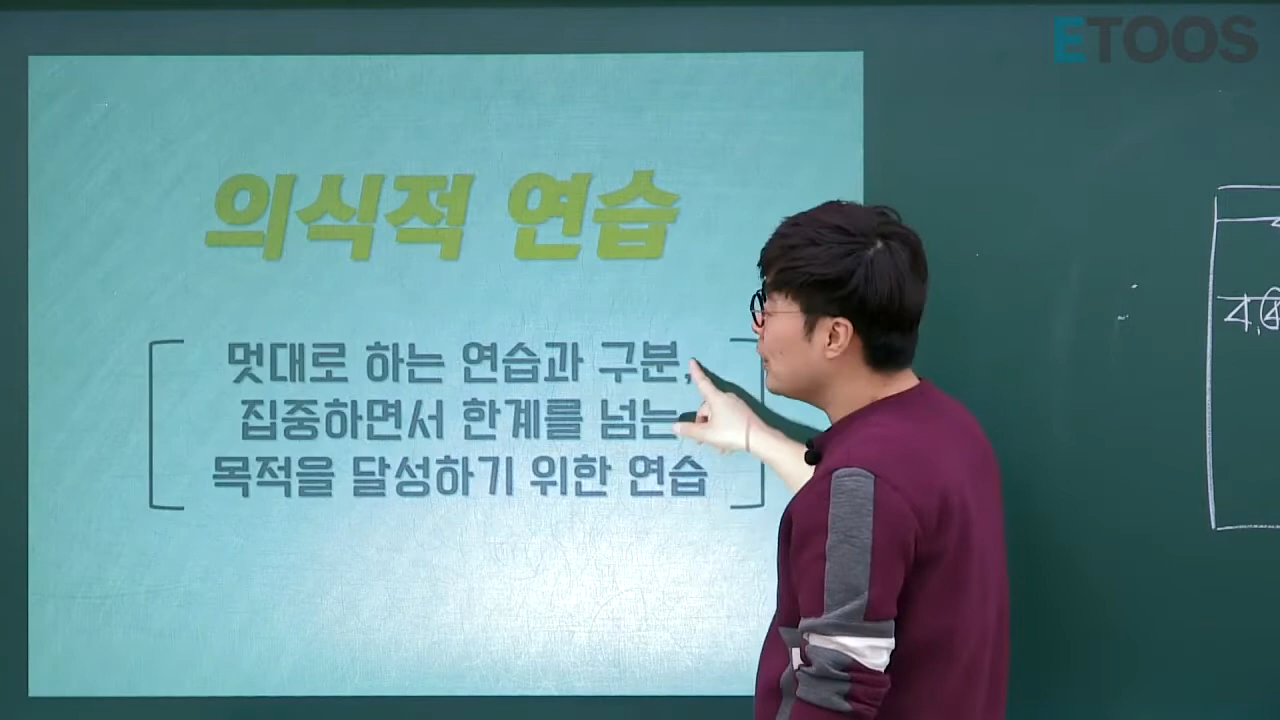 ETOOS
의식적 연습
멋대로 하는 연습과 구분,
집중하면서 한계를 넘는
목적을 달성하기 위한 연습